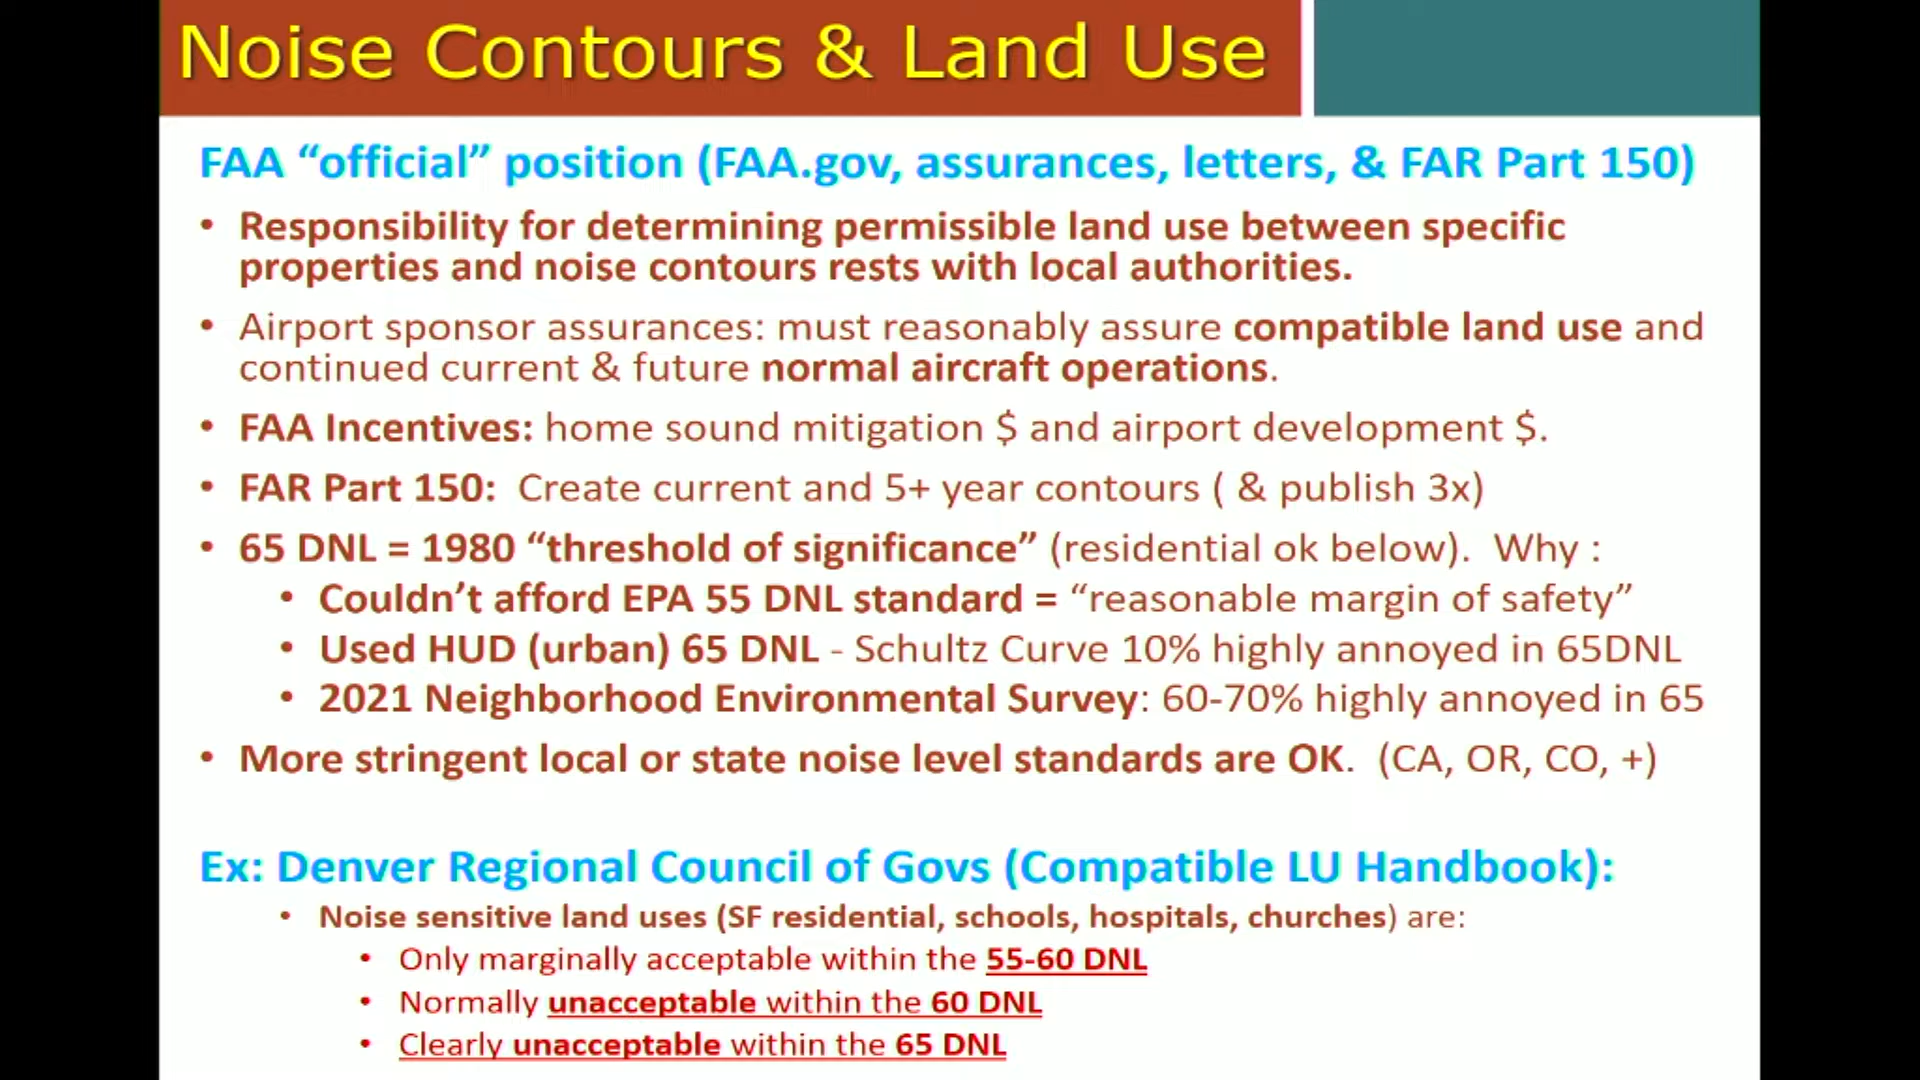 Noise Contours & Land Use
FAA “official” position (FAA.gov, assurances, letters, & FAR Part 150)
• Responsibility for determining permissible land use between specific
properties and noise contours rests with local authorities.
• Airport sponsor assurances: must reasonably assure compatible land use and
continued current & future normal aircraft operations.
• FAA Incentives: home sound mitigation $ and airport development $.
• FAR Part 150: Create current and 5+ year contours ( & publish 3x)
• 65 DNL = 1980 “threshold of significance” (residential ok below). Why :
• Couldn’t afford EPA 55 DNL standard = “reasonable margin of safety”
• Used HUD (urban) 65 DNL - Schultz Curve 10% highly annoyed in 65DNL
• 2021 Neighborhood Environmental Survey: 60-70% highly annoyed in 65
• More stringent local or state noise level standards are OK. (CA, OR, CO, +)
Ex: Denver Regional Council of Govs (Compatible LU Handbook):
• Noise sensitive land uses (SF residential, schools, hospitals, churches) are:
• Only marginally acceptable within the 55-60 DNL
• Normally unacceptable within the 60 DNL
• Clearly unacceptable within the 65 DNL